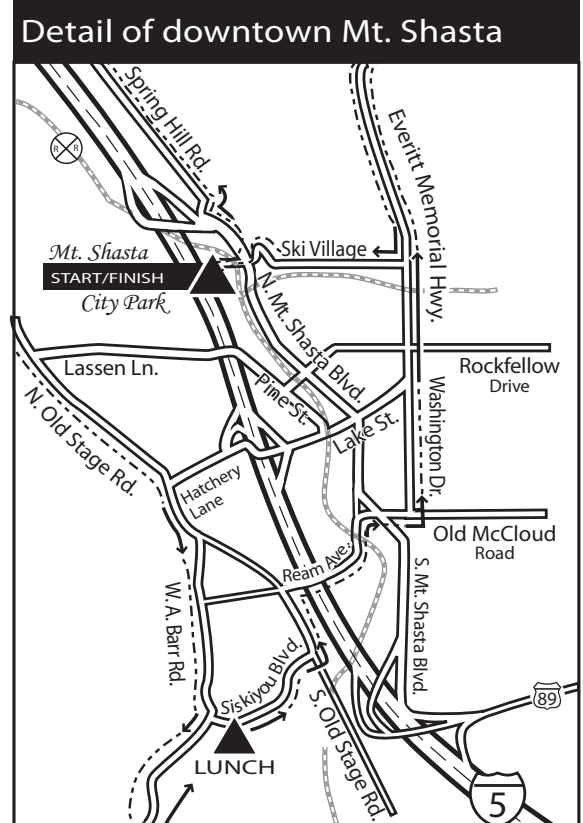 Detail of downtown Mt. Shasta
Spring Hill Rd.
Everitt Memorial Hwy.
R R
Mt. Shasta
START/FINISH
City Park
Ski Village
N. Mt. Shasta Blvd.
Lassen Ln.
Rockfellow
Drive
Pine St.
Lake St.
Washington Dr.
N. Old Stage Rd.
Hatchery
Lane
Old McCloud
Road
Ream Ave.
W. A. Barr Rd.
S. Mt. Shasta Blvd.
Siskiyou Blvd.
S. Old Stage Rd.
89
LUNCH
5